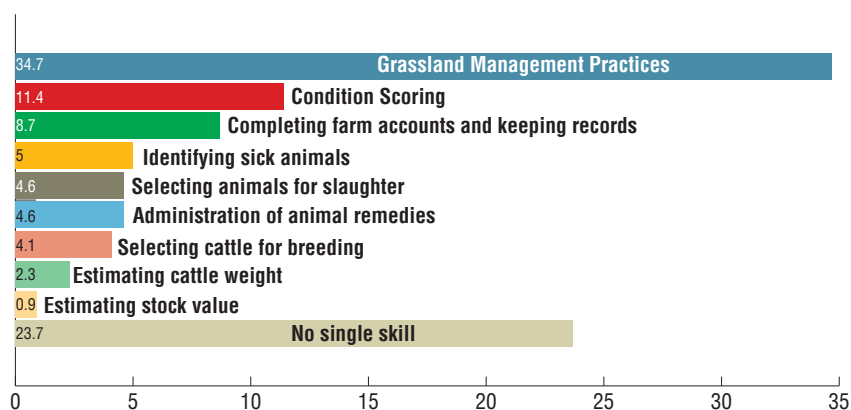 34.7 Grassland Management Practices
11.4 Condition Scoring
8.7 Completing farm accounts and keeping records
5 Identifying sick animals
4.6 Selecting animals for slaughter
4.6 Administration of animal remedies
4.1 Selecting cattle for breeding
2.3 Estimating cattle weight
0.9 Estimating stock value
23.7 No single skill
0 5 10 15 20 25 30 35